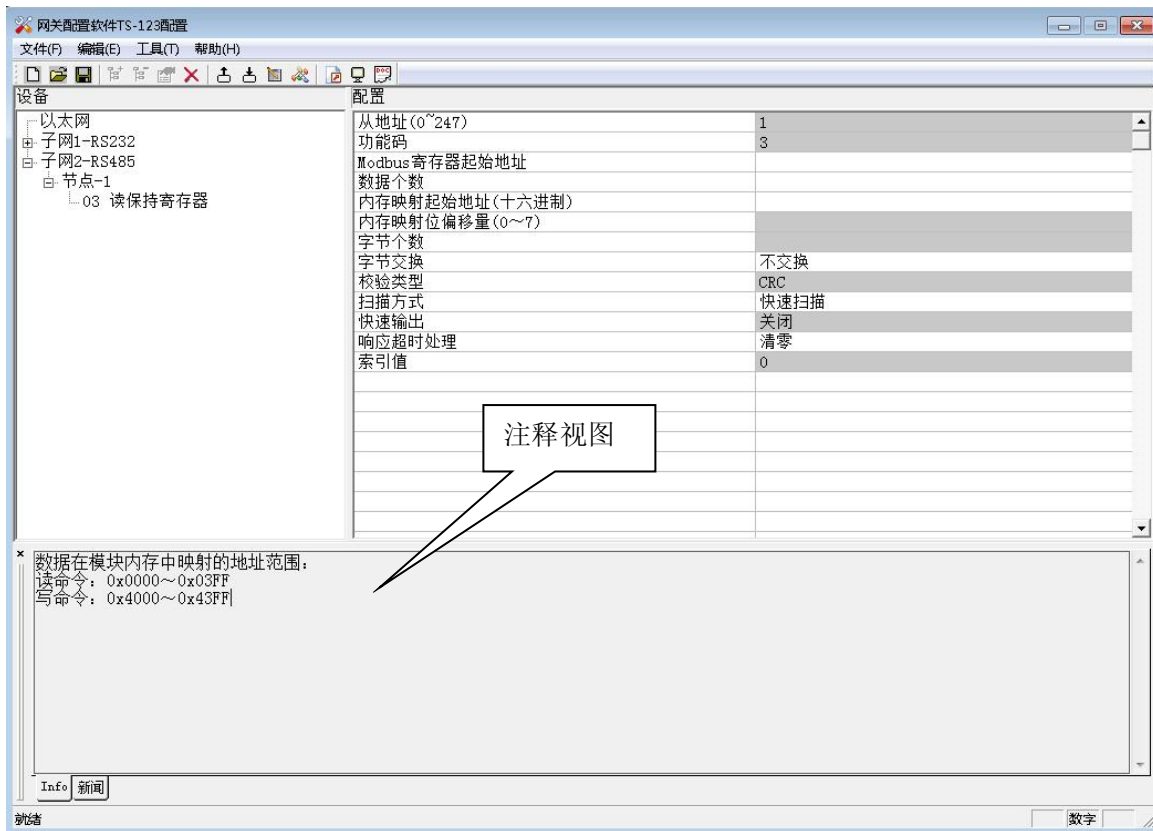 网关配置软件TS-123配置
文件(F) 编辑(E) 工具(T) 帮助(H)
设备
以太网
子网1-RS232
子网2-RS485
节点-1
03 读保持寄存器
配置
从地址(0~247) 1
功能码 3
Modbus寄存器起始地址
数据个数
内存映射起始地址(十六进制)
内存映射位偏移量(0～7)
字节个数
字节交换 不交换
校验类型 CRC
扫描方式 快速扫描
快速输出 关闭
响应超时处理 清零
索引值 0
注释视图
数据在模块内存中映射的地址范围:
读命令: 0x0000～0x03FF
写命令: 0x4000～0x43FF
Info 新闻
就绪 数字